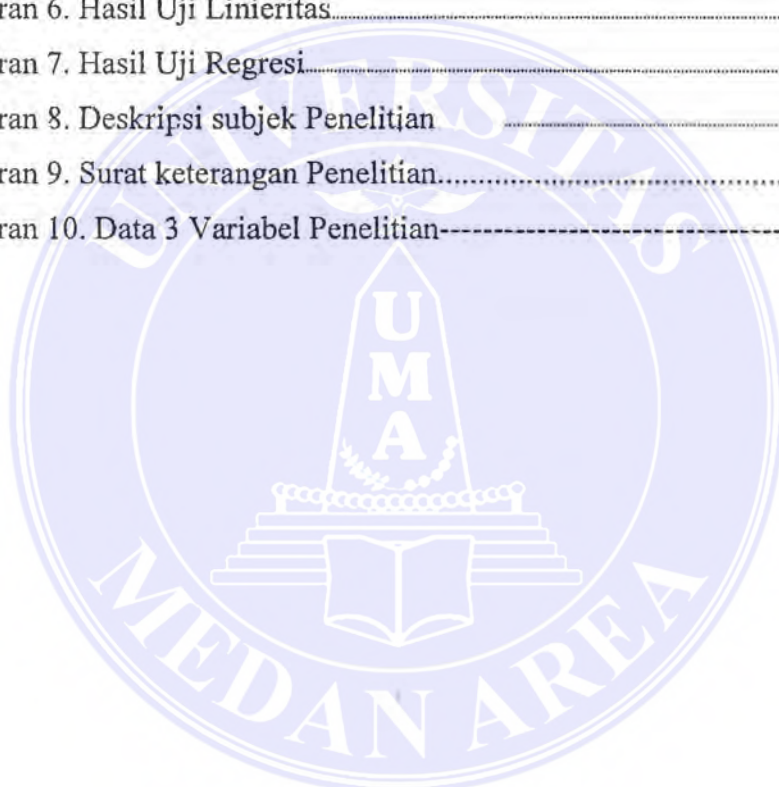 ran 6. Hasil Uji Linieritas
ran 7. Hasil Uji Regresi
ran 8. Deskripsi subjek Penelitian
ran 9. Surat keterangan Penelitian
ran 10. Data 3 Variabel Penelitian
UNIVERSITAS
U
M
A
MEDAN AREA